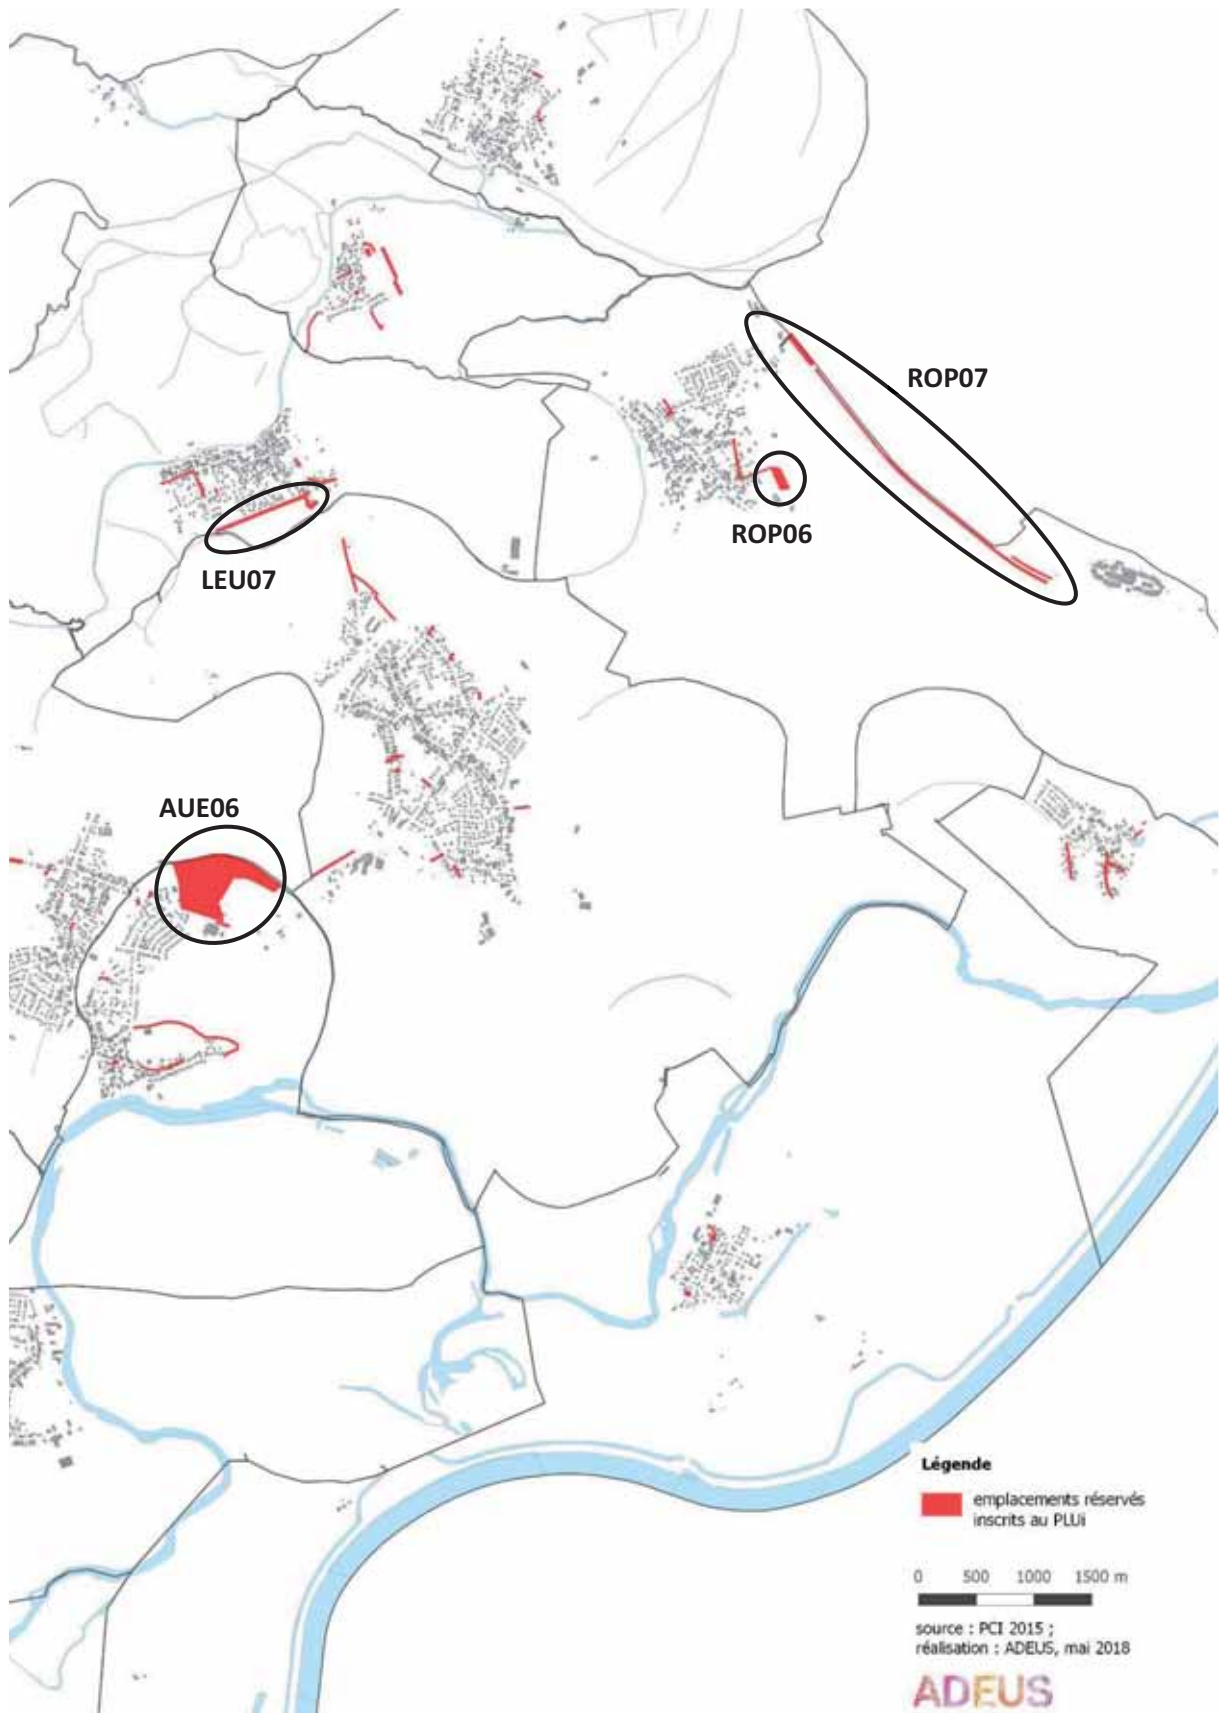 ROP07
ROP06
LEU07
AUE06
Légende
emplacements réservés
inscrits au PLUi
0 500 1000 1500 m
source : PCI 2015 ;
réalisation : ADEUS, mai 2018
ADEUS